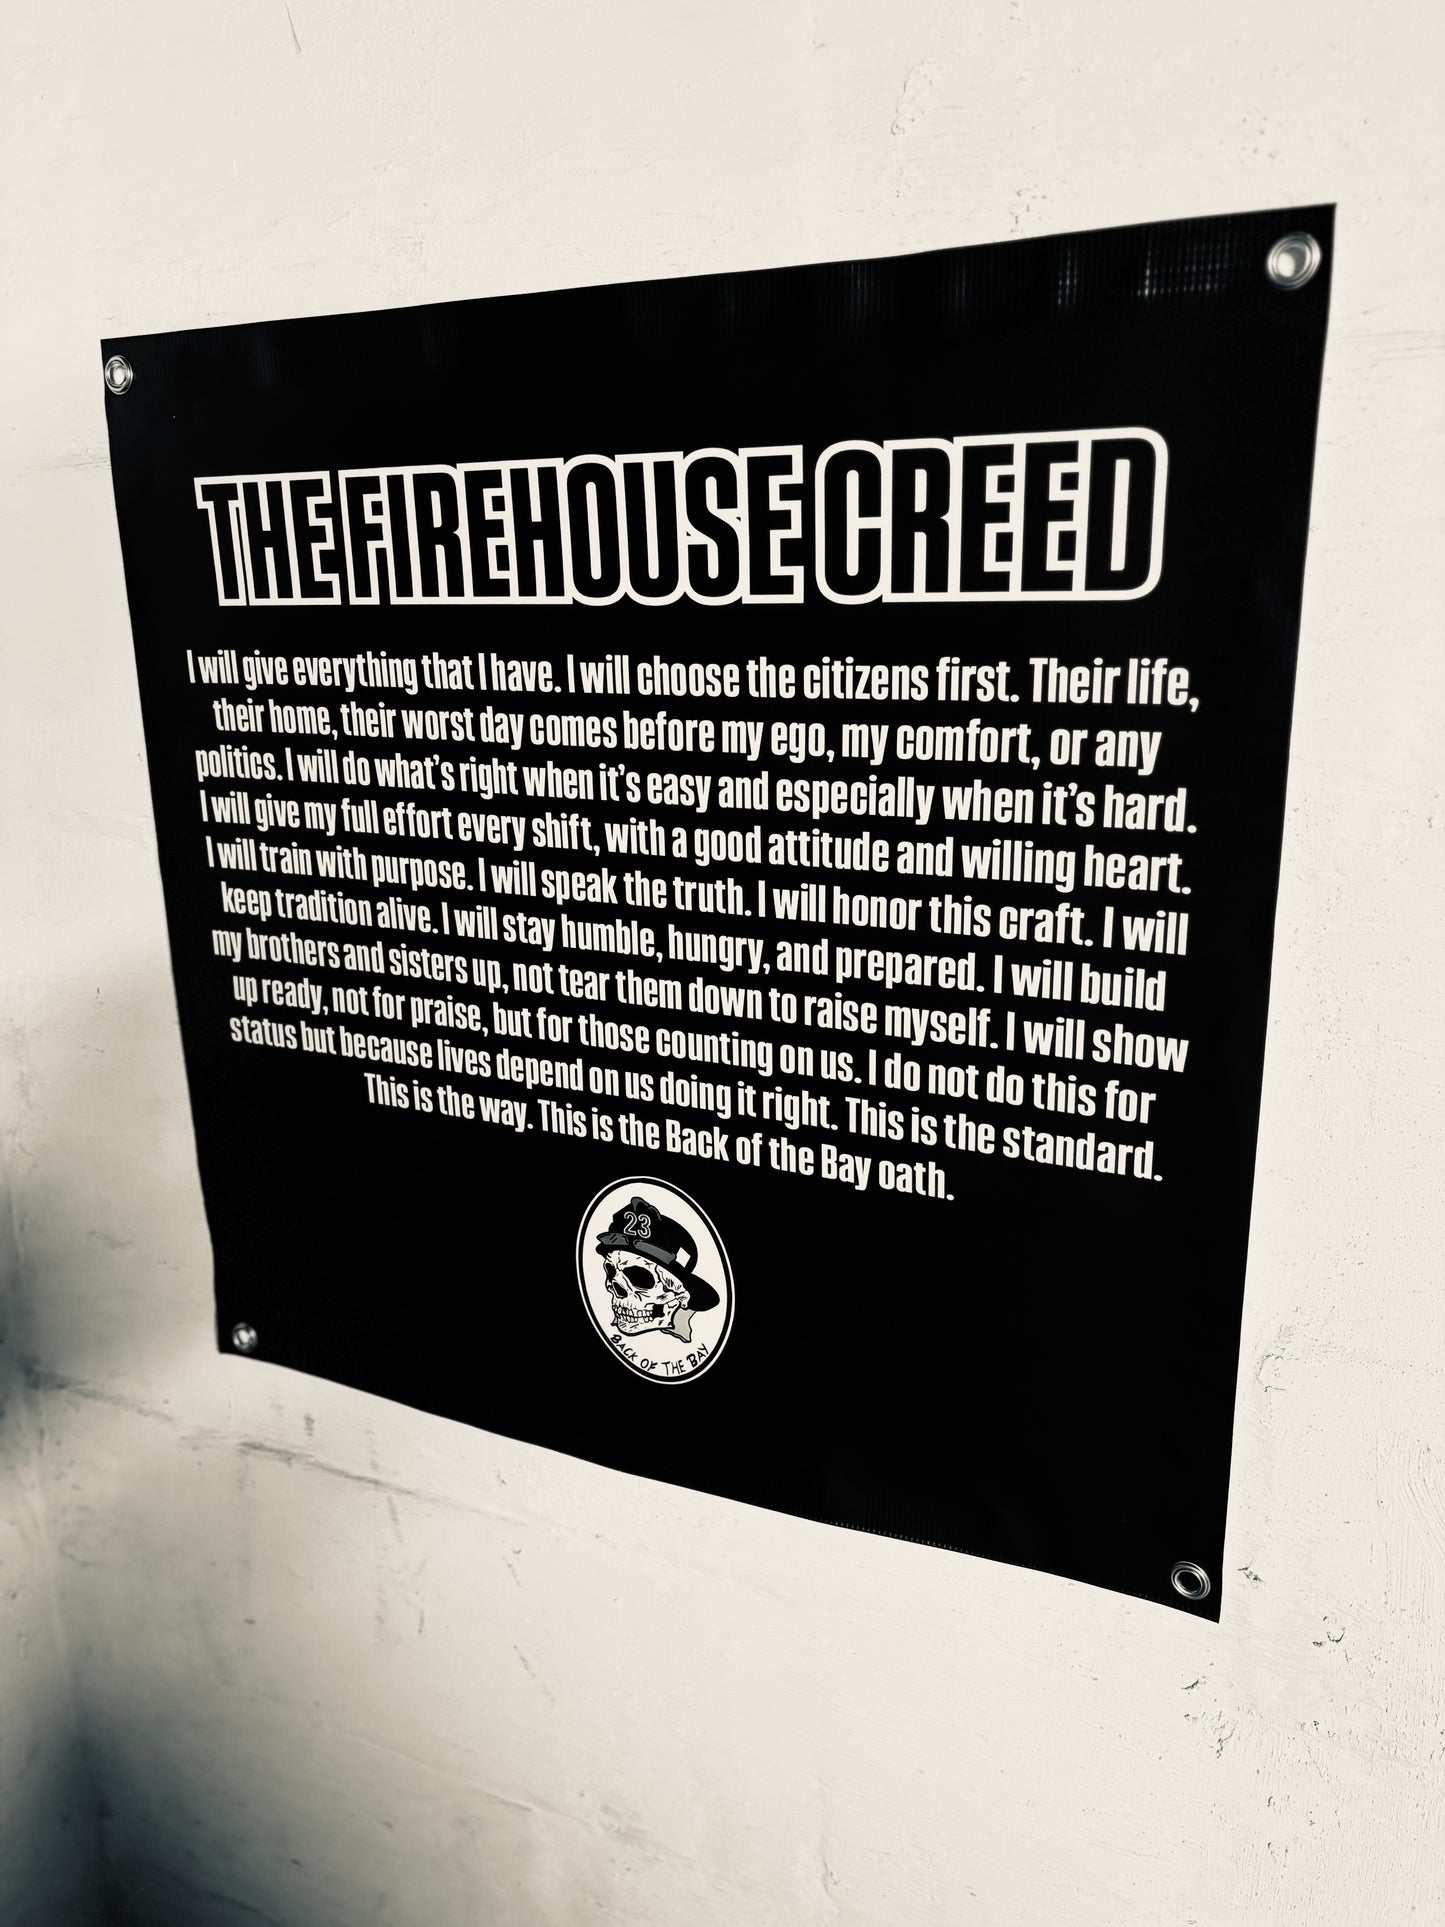 THE FIREHOUSE CREED
I will give everything that I have. I will choose the citizens first. Their life,
their home, their worst day comes before my ego, my comfort, or any
politics. I will do what's right when it's easy and especially when it's hard.
I will give my full effort every shift, with a good attitude and willing heart.
I will train with purpose. I will speak the truth. I will honor this craft. I will
keep tradition alive. I will stay humble, hungry, and prepared. I will build
my brothers and sisters up, not tear them down to raise myself. I will show
up ready, not for praise, but for those counting on us. I do not do this for
status but because lives depend on us doing it right. This is the standard.
This is the way. This is the Back of the Bay oath.
23
BACK OF THE BAY